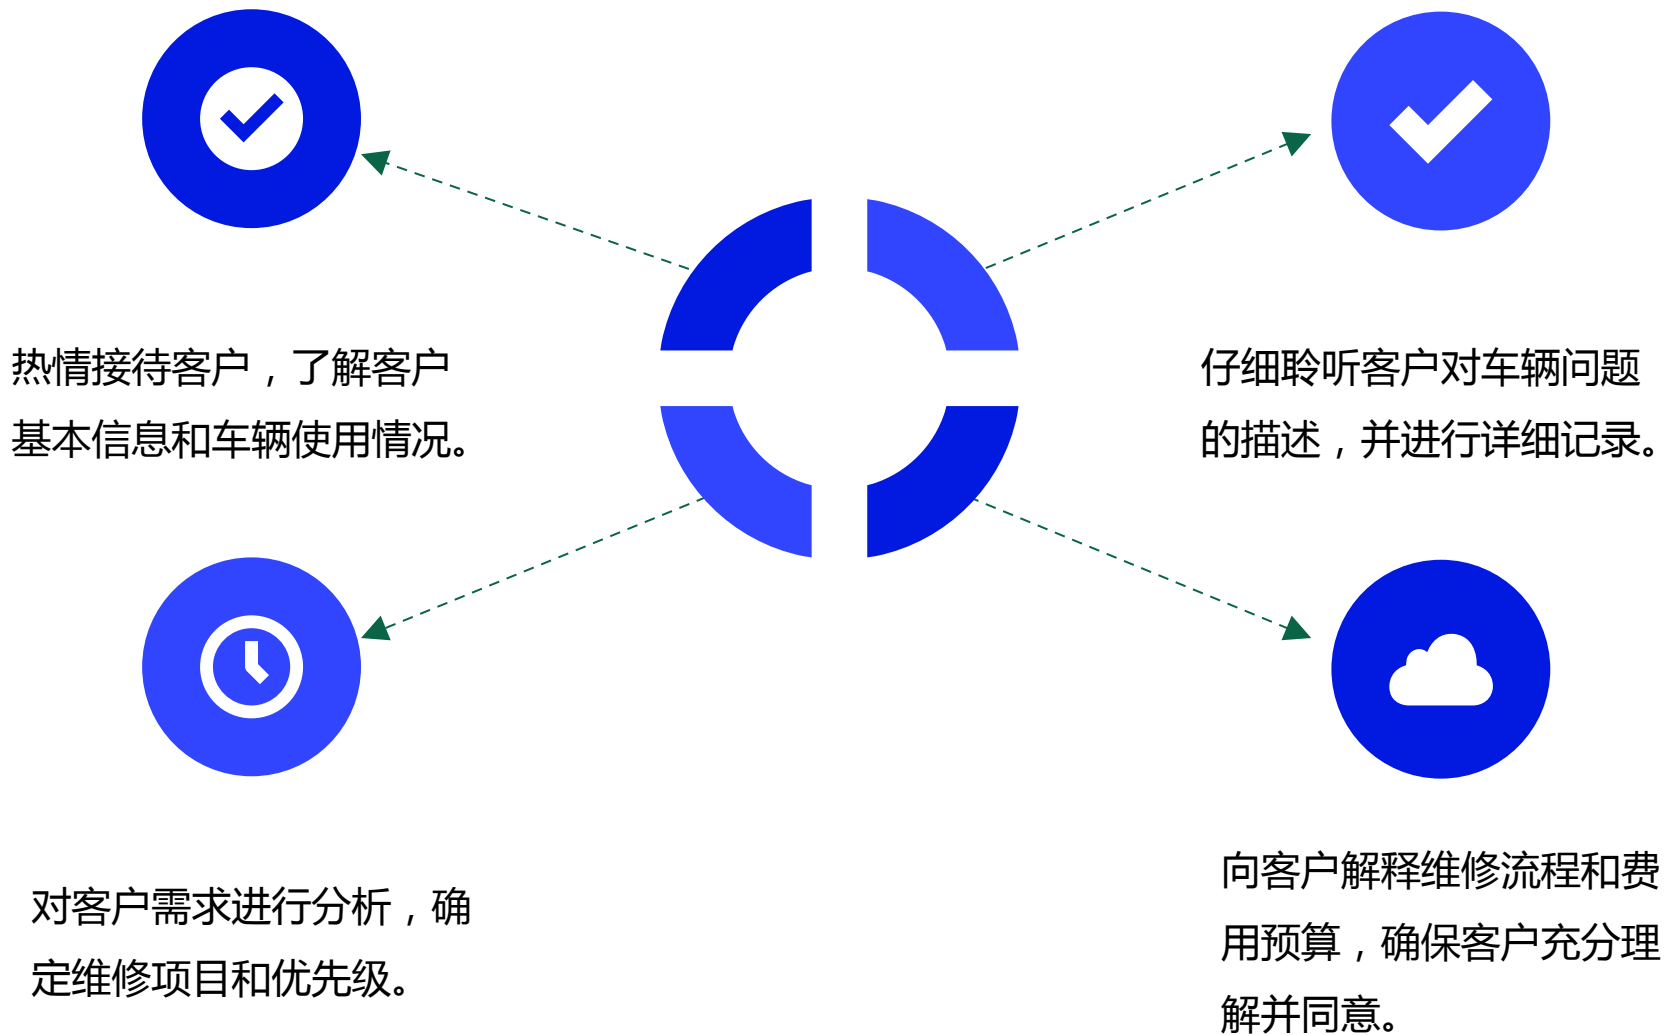 热情接待客户，了解客户
基本信息和车辆使用情况。
仔细聆听客户对车辆问题
的描述，并进行详细记录。
对客户需求进行分析，确
定维修项目和优先级。
向客户解释维修流程和费
用预算，确保客户充分理
解并同意。